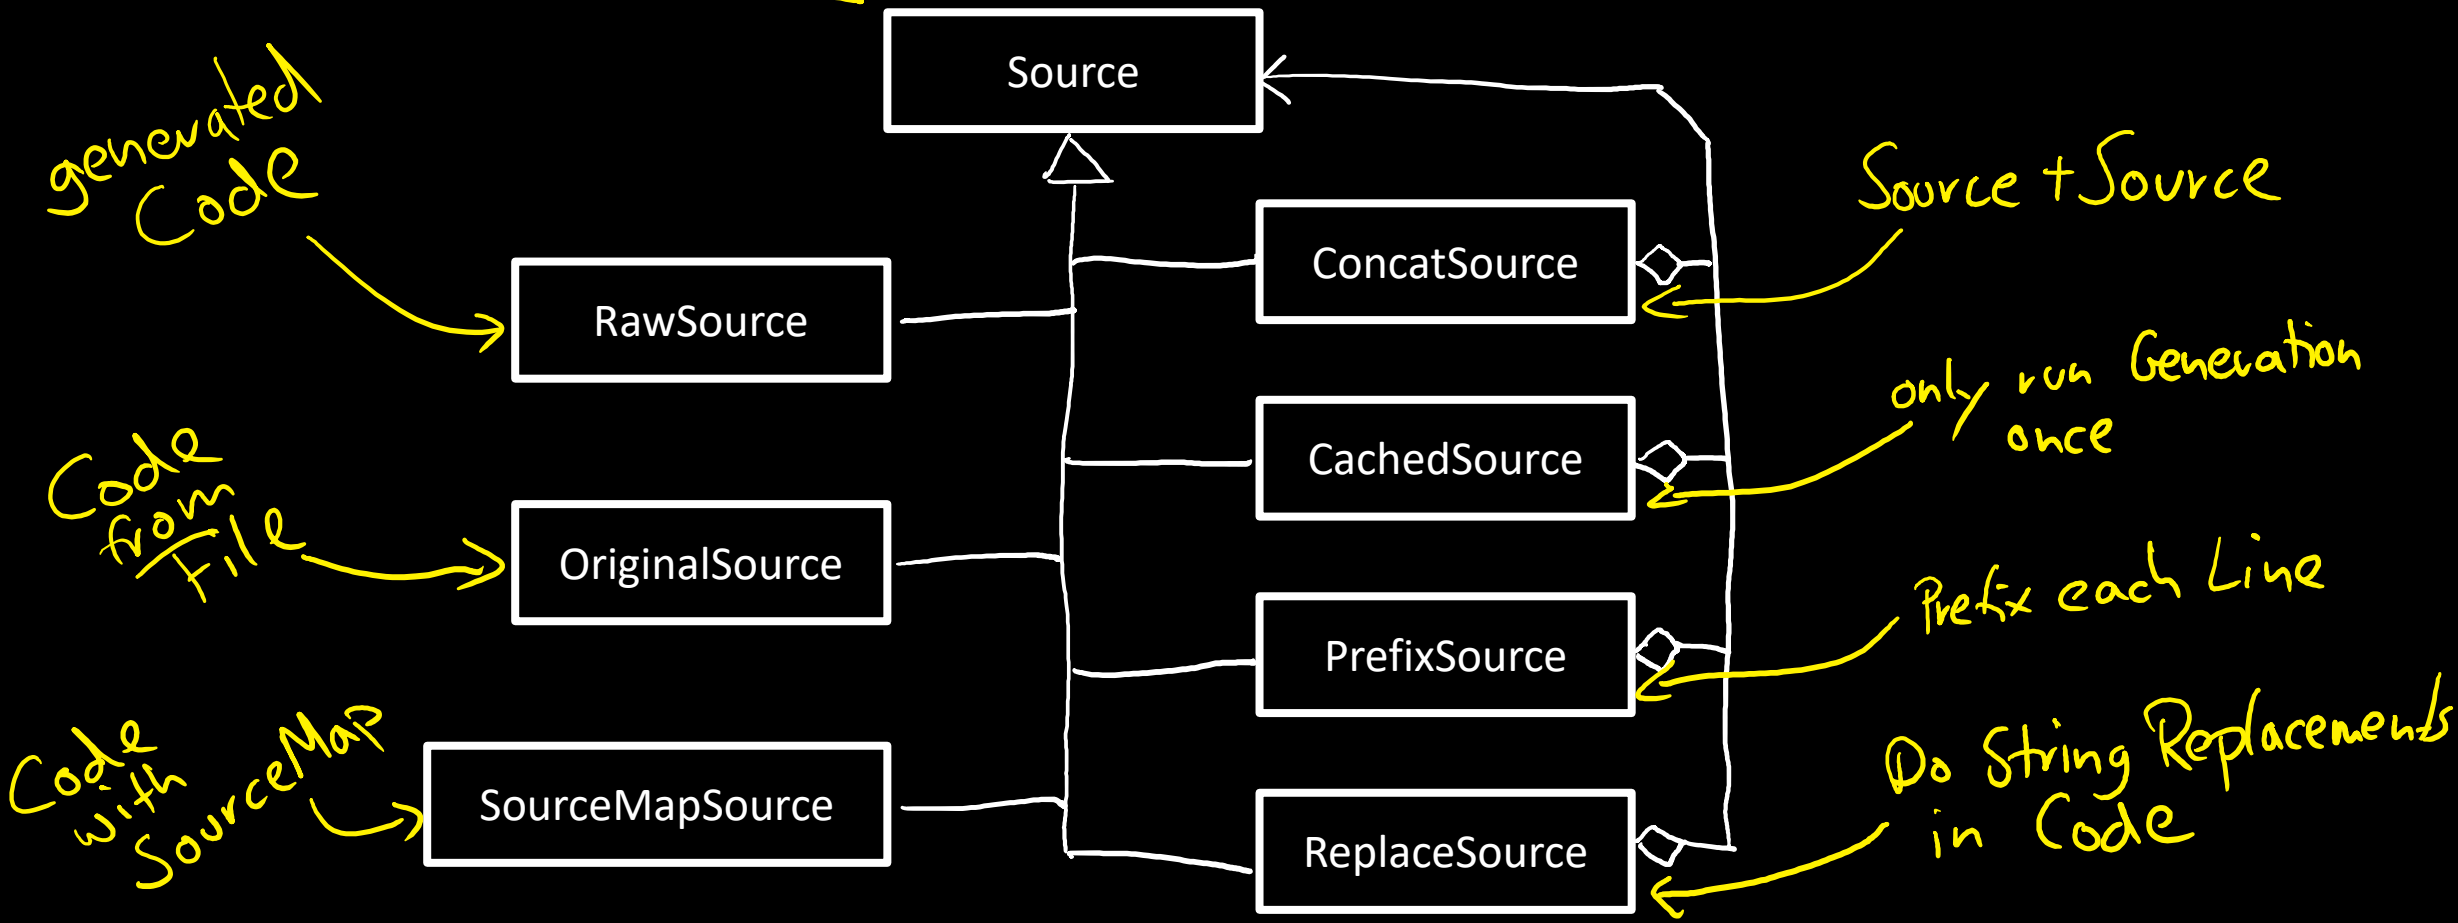 Source
generated
Code
Source + Source
ConcatSource
RawSource
only run Generation
once
Code
from
File
CachedSource
OriginalSource
Prefix each Line
PrefixSource
Code
with
SourceMap
SourceMapSource
Do String Replacements
in Code
ReplaceSource